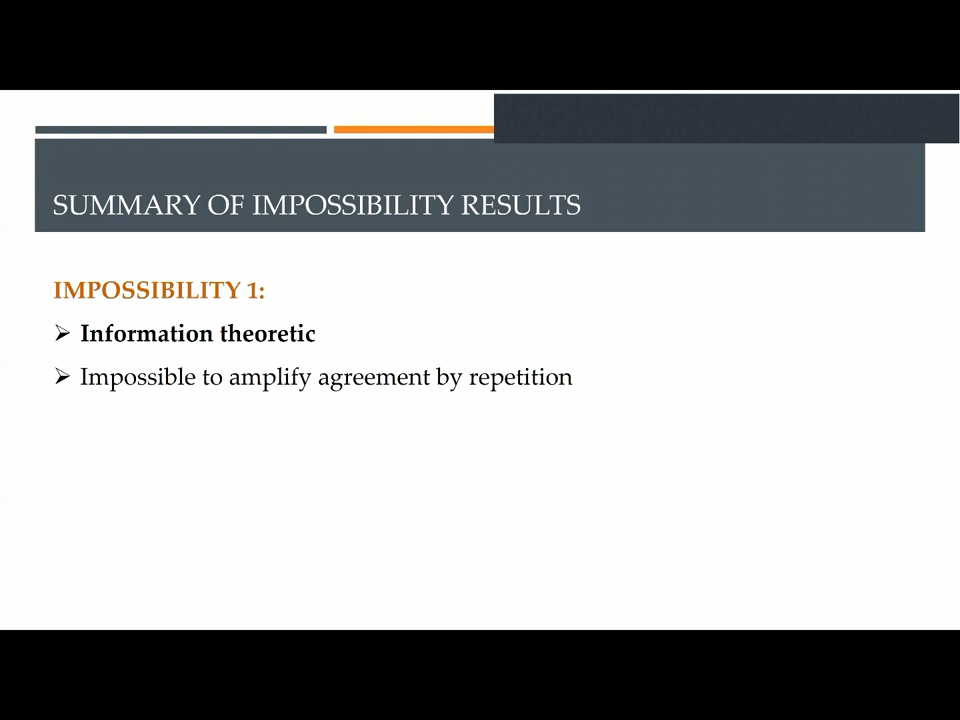 SUMMARY OF IMPOSSIBILITY RESULTS
IMPOSSIBILITY 1:
➢ Information theoretic
➢ Impossible to amplify agreement by repetition